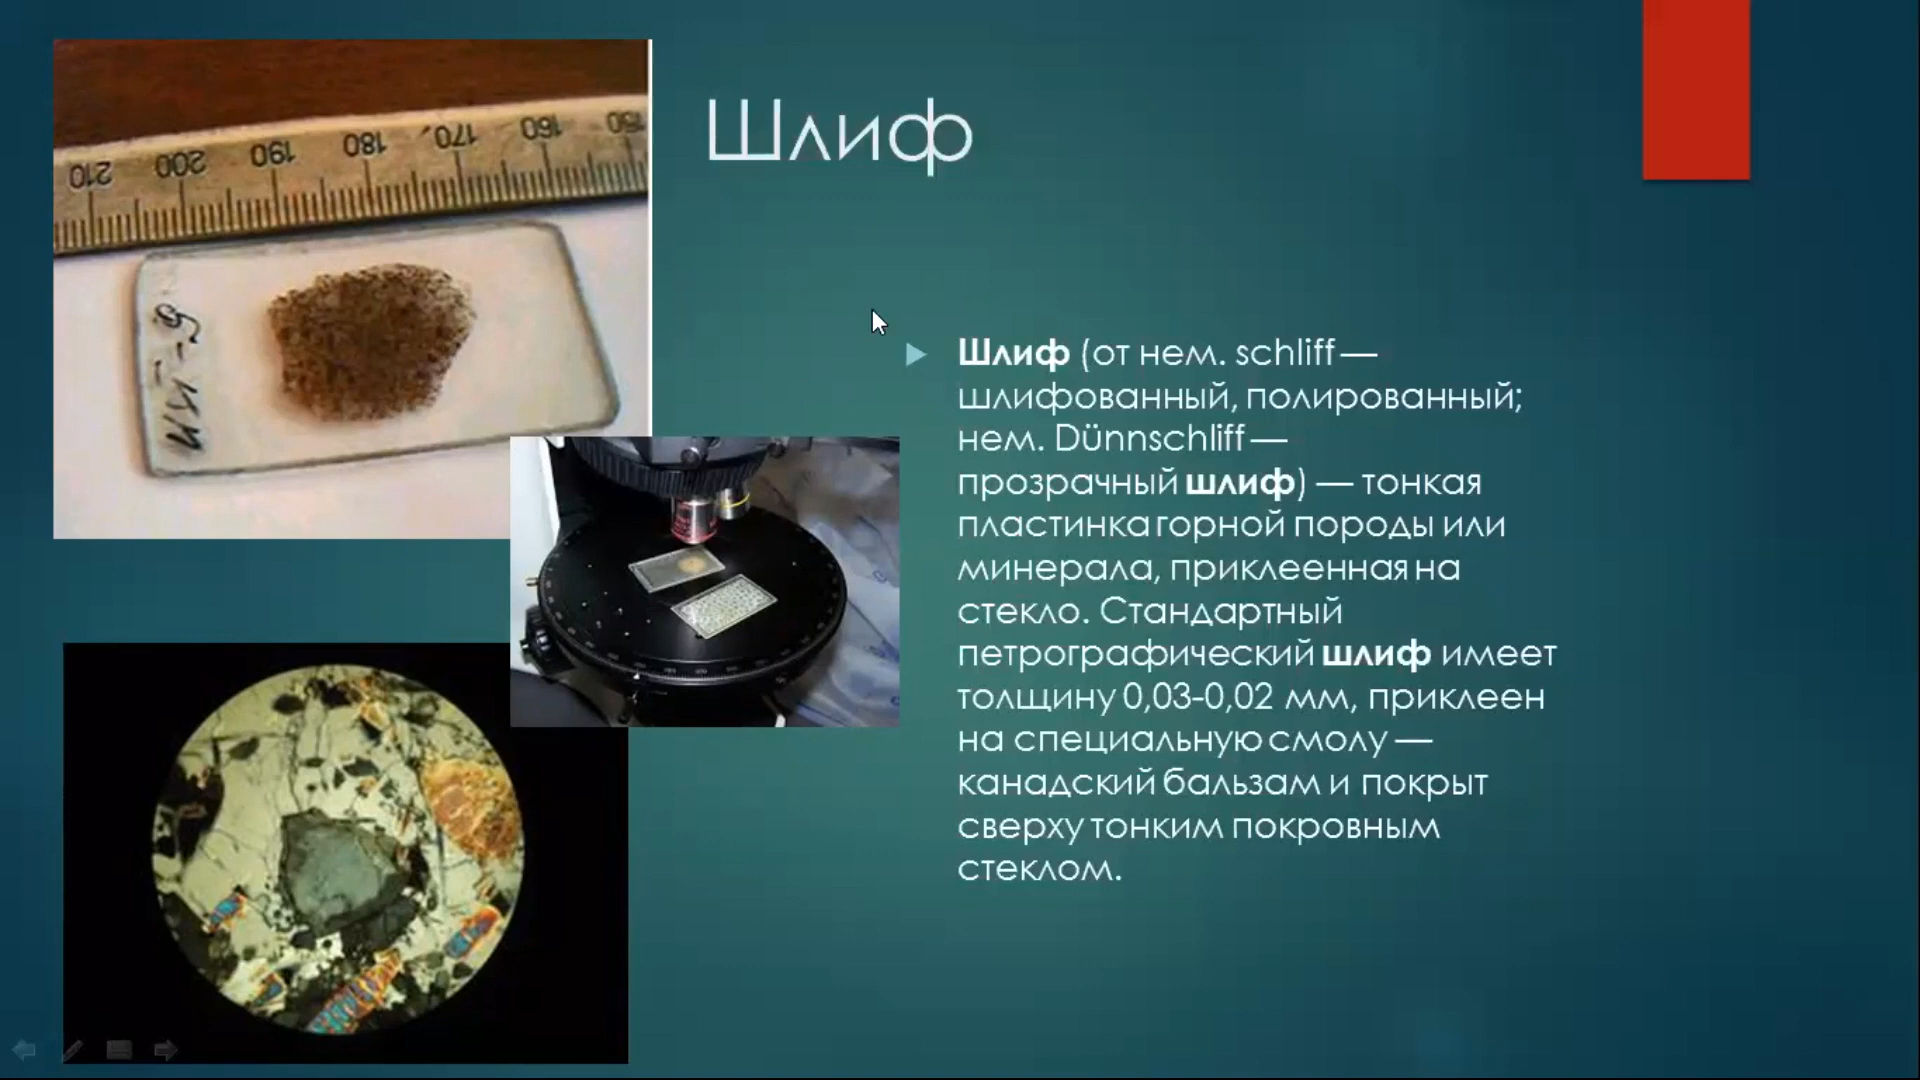 Шлиф
210 200 190 180 170 160 150
Шлиф (от нем. schliff —
шлифованный, полированный;
нем. Dünnschliff —
прозрачный шлиф) — тонкая
пластинка горной породы или
минерала, приклеенная на
стекло. Стандартный
петрографический шлиф имеет
толщину 0,03-0,02 мм, приклеен
на специальную смолу —
канадский бальзам и покрыт
сверху тонким покровным
стеклом.